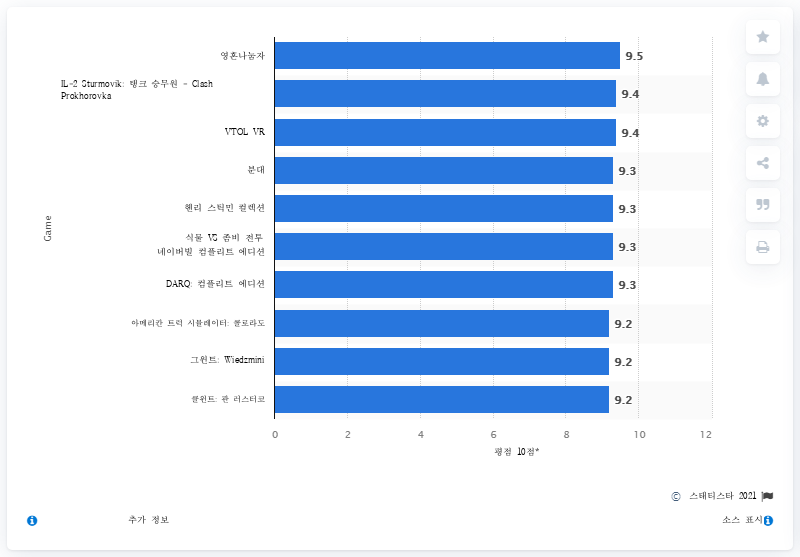 영혼나눔자
9.5
IL-2 Sturmovik: 탱크 승무원 - Clash
Prokhorovka
9.4
VTOL VR
9.4
분대
9.3
헨리 스틱민 컬렉션
9.3
식물 VS 좀비 전투
네이버빌 컴플리트 에디션
9.3
DARQ: 컴플리트 에디션
9.3
아메리칸 트럭 시뮬레이터: 콜로라도
9.2
그윈트: Wiedzmini
9.2
콜윈트: 판 러스터코
9.2
Game
0 2 4 6 8 10 12
평점 10점*
© 스태티스타 2021
추가 정보
소스 표시